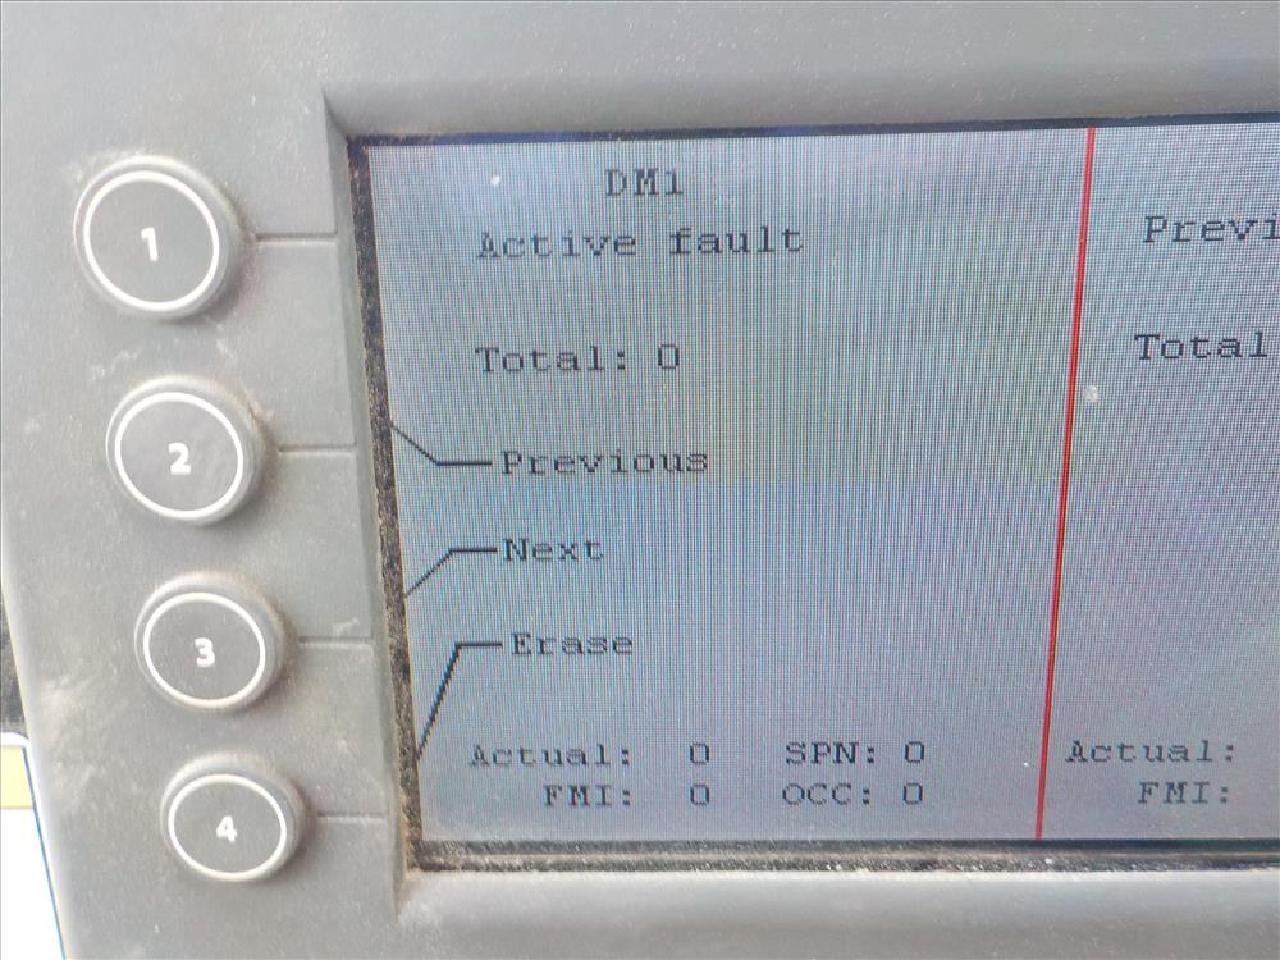 1
2
3
4
DM1
Active fault
Total: 0
Previous
Next
Erase
Actual: 0 SPN: 0
FMI: 0 OCC: 0
Previ
Total
Actual:
FMI: